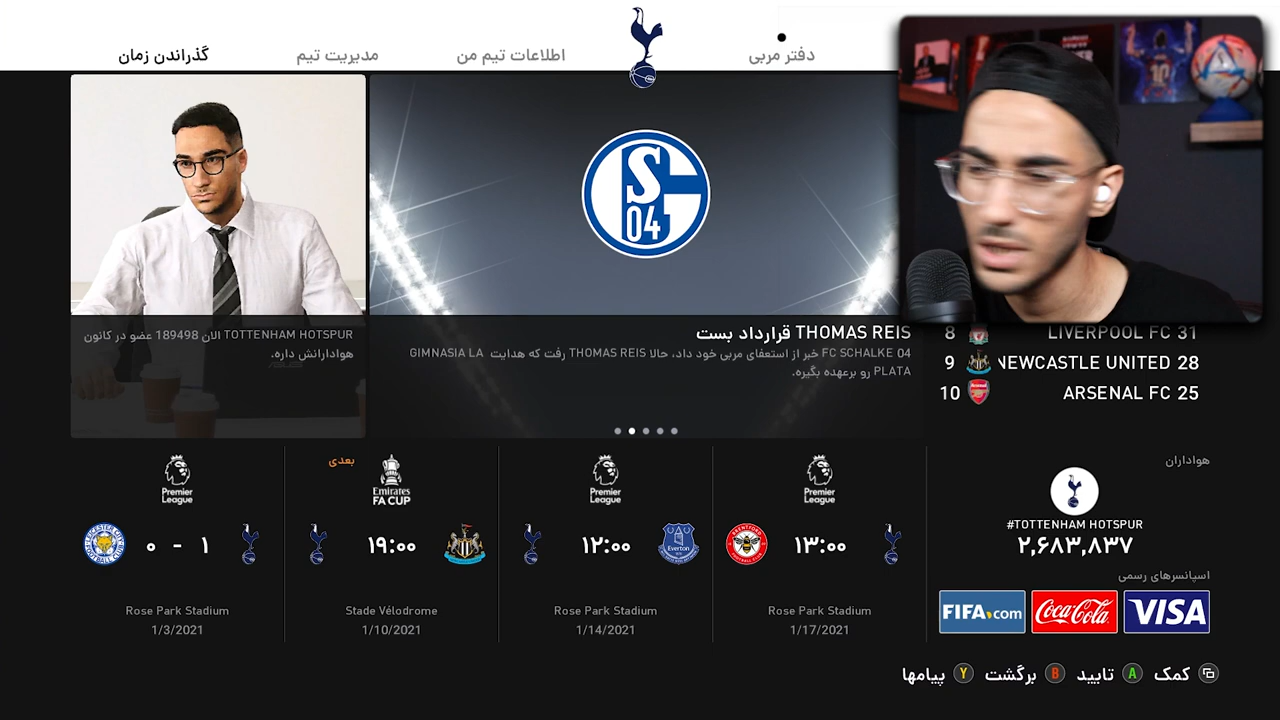 دفتر مربی
اطلاعات تیم من
مدیریت تیم
گذراندن زمان
TOTTENHAM HOTSPUR الان 189498 عضو در کانون
هوادارانش داره.
S
04
THOMAS REIS قرارداد بست
FC SCHALKE 04 خبر از استعفای مربی خود داد، حالا THOMAS REIS رفت که هدایت GIMNASIA LA
PLATA رو برعهده بگیره.
8 LIVERPOOL FC 31
9 NEWCASTLE UNITED 28
10 ARSENAL FC 25
10
Premier
League
۰ - ۱
Rose Park Stadium
1/3/2021
بعدی
Emirates
FA CUP
۱۹:۰۰
Stade Vélodrome
1/10/2021
Premier
League
۱۲:۰۰
Everton
Rose Park Stadium
1/14/2021
Premier
League
BRENTFORD
۱۳:۰۰
Rose Park Stadium
1/17/2021
هواداران
#TOTTENHAM HOTSPUR
۲,۶۸۳,۸۳۷
اسپانسرهای رسمی
FIFA.com
Coca-Cola
VISA
کمک
A تایید
B برگشت
Y پیامها